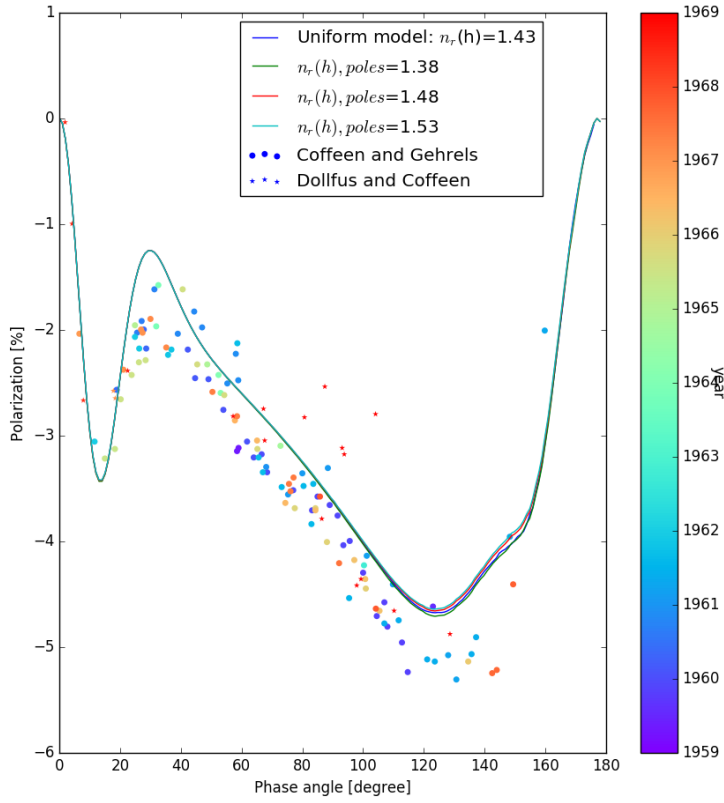 Uniform model: n_r(h)=1.43
n_r(h), poles=1.38
n_r(h), poles=1.48
n_r(h), poles=1.53
Coffeen and Gehrels
Dollfus and Coffeen
1
0
−1
−2
−3
−4
−5
−6
Polarization [%]
0 20 40 60 80 100 120 140 160 180
Phase angle [degree]
1969
1968
1967
1966
1965
1964
1963
1962
1961
1960
1959
year